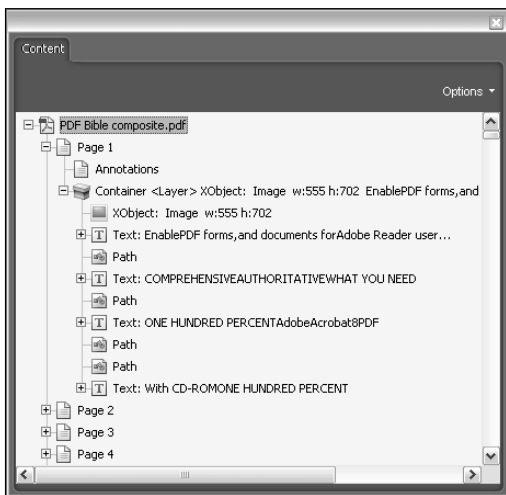 Content
Options
PDF Bible composite.pdf
Page 1
Annotations
Container <Layer> XObject: Image w:555 h:702 EnablePDF forms,and
XObject: Image w:555 h:702
Text: EnablePDF forms,and documents forAdobe Reader user...
Path
Text: COMPREHENSIVEAUTHORITATIVEWHAT YOU NEED
Path
Text: ONE HUNDRED PERCENTAdobeAcrobat8PDF
Path
Path
Text: With CD-ROMONE HUNDRED PERCENT
Page 2
Page 3
Page 4